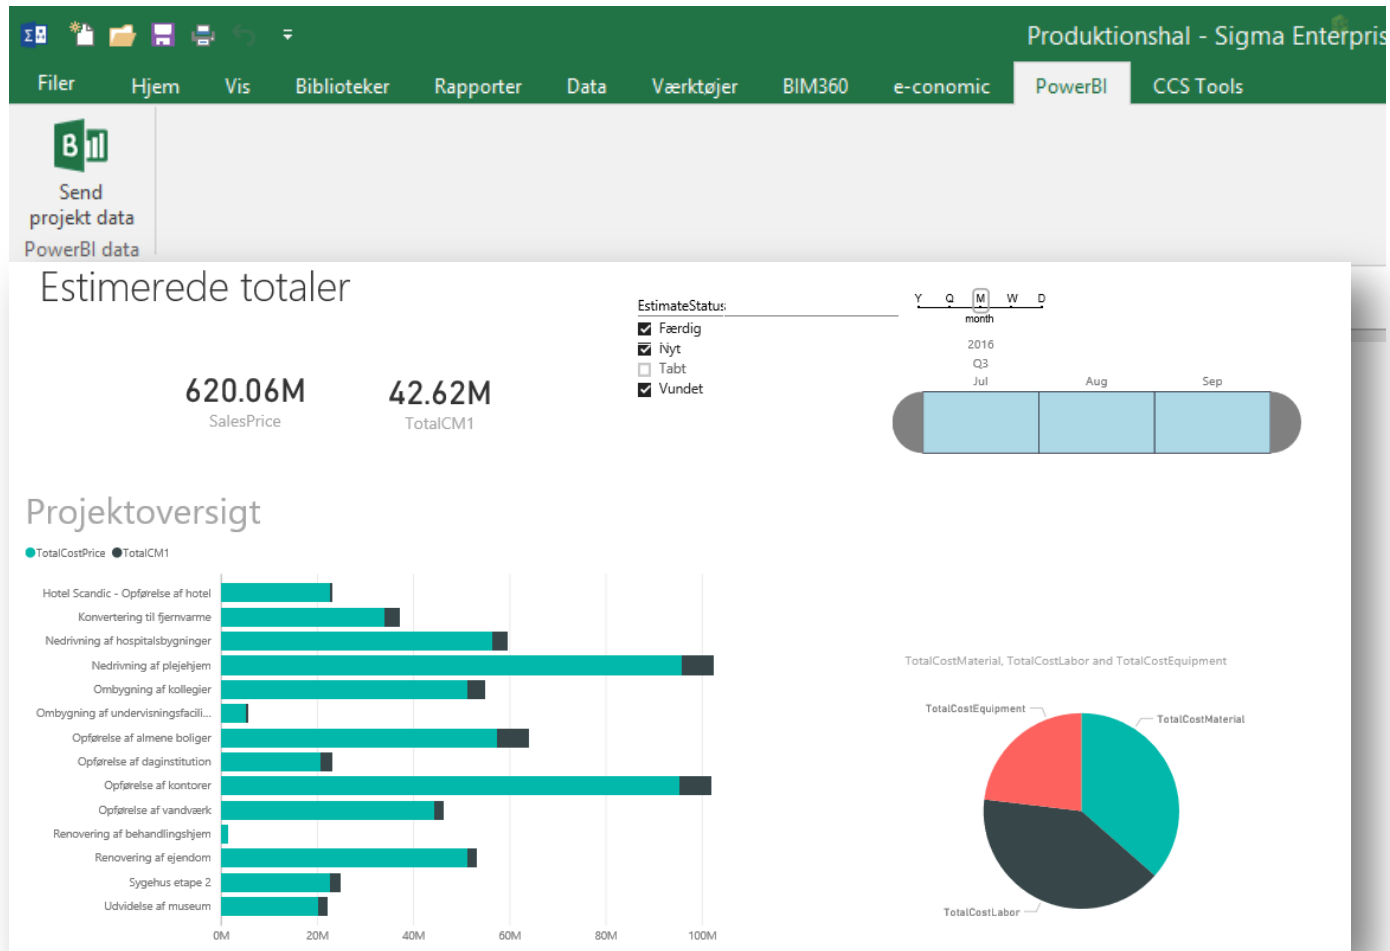 Produktionshal - Sigma Enterpris
Filer Hjem Vis Biblioteker Rapporter Data Værktøjer BIM360 e-conomic PowerBI CCS Tools
Send
projekt data
PowerBI data
Estimerede totaler
620.06M
SalesPrice
42.62M
TotalCM1
EstimateStatus
Færdig
Nyt
Tabt
Vundet
Y Q M W D
month
2016
Q3
Jul Aug Sep
Projektoversigt
TotalCostPrice TotalCM1
Hotel Scandic - Opførelse af hotel
Konvertering til fjernvarme
Nedrivning af hospitalsbygninger
Nedrivning af plejehjem
Ombygning af kollegier
Ombygning af undervisningsfacili...
Opførelse af almene boliger
Opførelse af daginstitution
Opførelse af kontorer
Opførelse af vandværk
Renovering af behandlingshjem
Renovering af ejendom
Sygehus etape 2
Udvidelse af museum
0M 20M 40M 60M 80M 100M
TotalCostMaterial, TotalCostLabor and TotalCostEquipment
TotalCostEquipment
TotalCostMaterial
TotalCostLabor